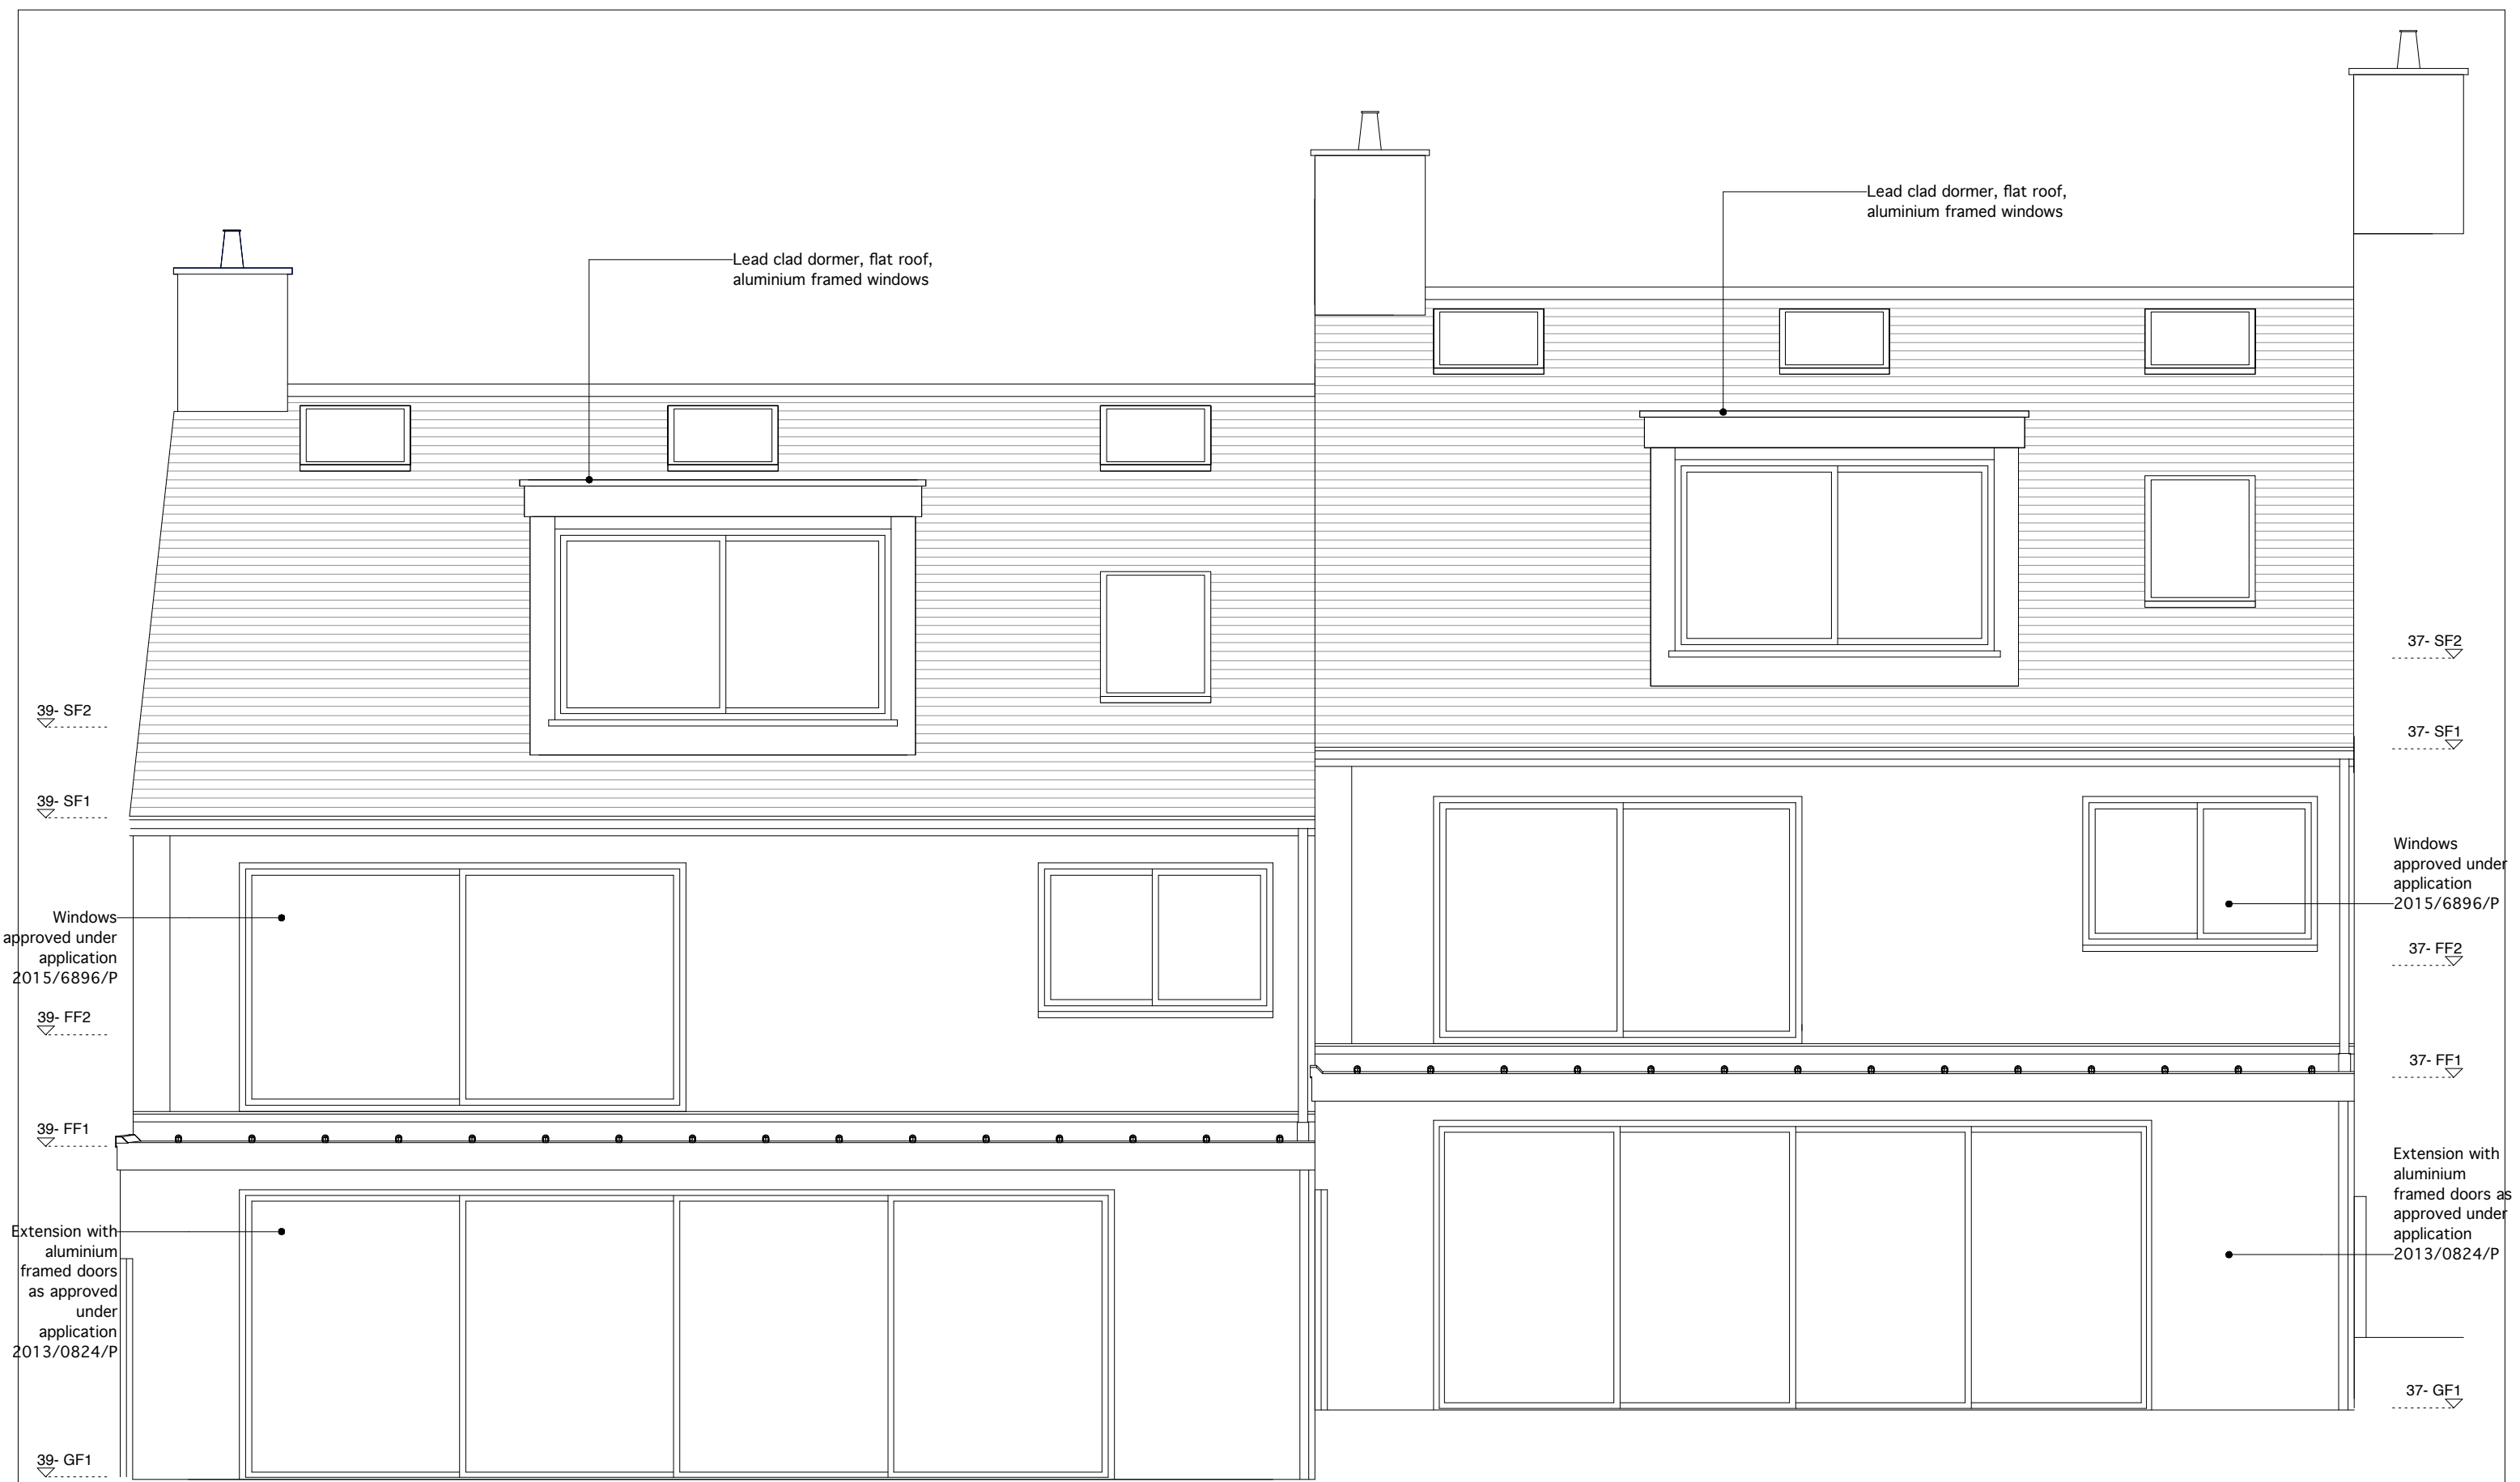 Lead clad dormer, flat roof,
aluminium framed windows
Lead clad dormer, flat roof,
aluminium framed windows
39- SF2
39- SF1
Windows
approved under
application
2015/6896/P
39- FF2
39- FF1
Extension with
aluminium
framed doors
as approved
under
application
2013/0824/P
39- GF1
37- SF2
37- SF1
Windows
approved under
application
2015/6896/P
37- FF2
37- FF1
Extension with
aluminium
framed doors as
approved under
application
2013/0824/P
37- GF1